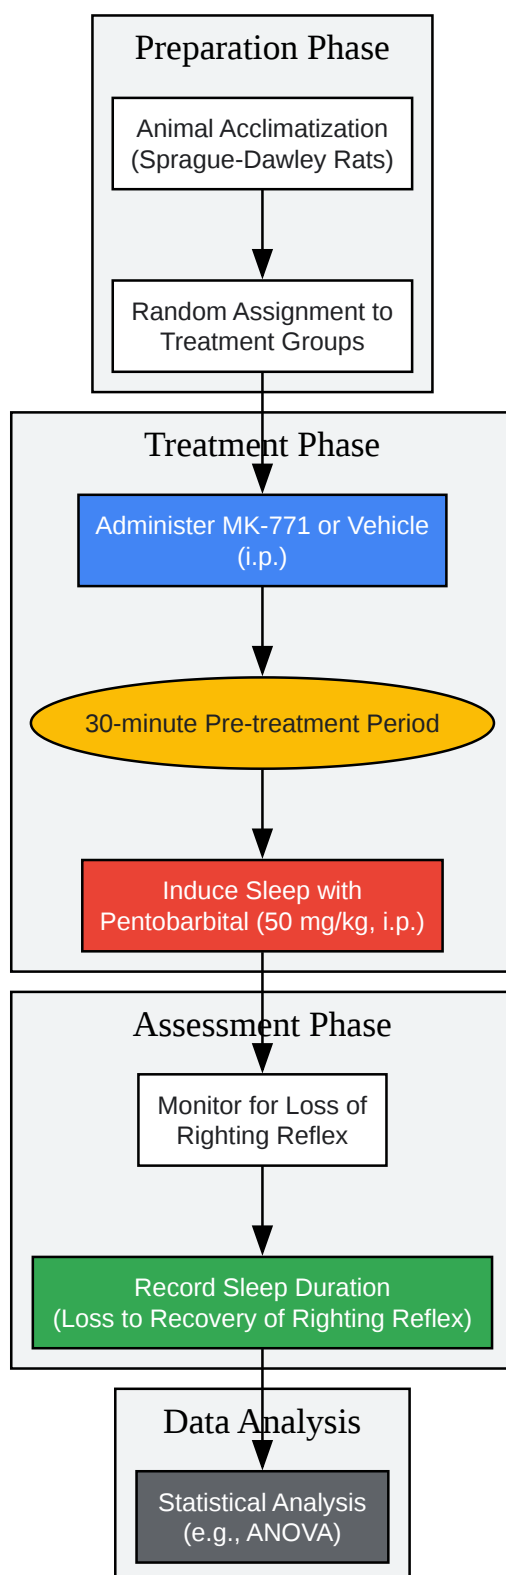 Preparation Phase
Animal Acclimatization
(Sprague-Dawley Rats)
Random Assignment to
Treatment Groups
Treatment Phase
Administer MK-771 or Vehicle
(i.p.)
30-minute Pre-treatment Period
Induce Sleep with
Pentobarbital (50 mg/kg, i.p.)
Assessment Phase
Monitor for Loss of
Righting Reflex
Record Sleep Duration
(Loss to Recovery of Righting Reflex)
Data Analysis
Statistical Analysis
(e.g., ANOVA)